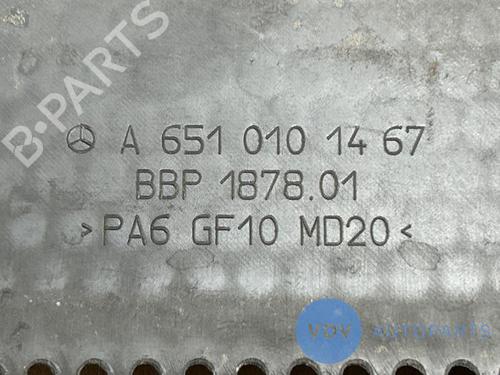 B-PARTS
A 651 010 14 67
BBP 1878.01
>PA6 GF10 MD20<
VDV AUTOPARTS